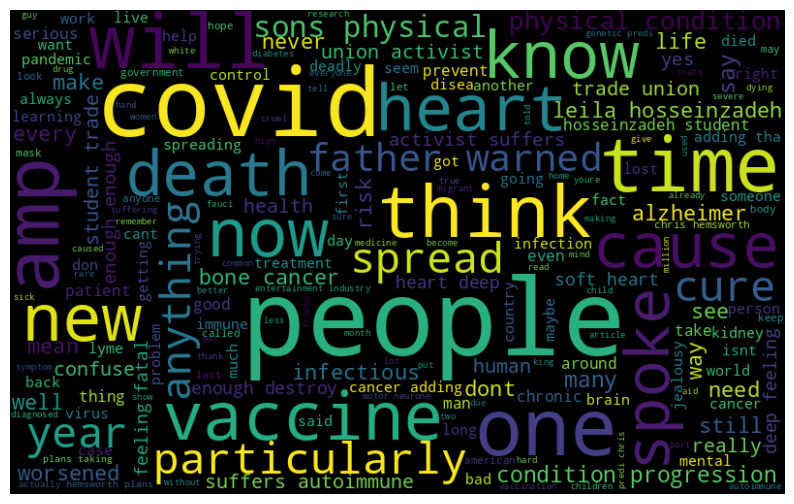 work
live
hope
research
guy
sons physical
physical condition
genetic predi
serious
will
help
white
never
union activist
know
life
died
may
want
pandemic
diabetes
deadly
seem
prevent
yes
say
right
drug
look
make
government
control
everyone
disea
another
trade union
dying
severe
thats
always
covid
tell
let
heart
leila hosseinzadeh
learning
hand
women
cruel
told
hosseinzadeh student
every
spreading
high
activist suffers
adding tha
mask
student trade
death
father warned
got
going
home
youre
give
lost
used
time
amp
enough enough
anyone
suffering
fauci
come
risk
true
migrant
already
someone
remember
cant
health
first
think
making
fact
alzheimer
body
caused
now
day
infection
chris hemsworth
don
rare
getting
anything
treatment
medicine
become
even
mind
million
cause
sick
patient
trying
common
bone cancer
spread
read
new
better
entertainment industry
heart deep
soft heart
cure
good
less
month
child
people
country
maybe
spoke
see
person
keep
mean
lyme
immune
called
article
friend
take
kidney
confuse
problem
much
infectious
human
around
isnt
way
jealousy
back
last
thank
lot
king
world
symptom
thing
show
enough destroy
cancer adding
put
dont
many
aid
need
deep feeling
diagnosed
well
virus
feeling fatal
vaccine
motor neurone
due
man
chronic
brain
cancer
two
one
predi chris
year
said
long
still
case
american
hard
really
part
plans taking
particularly
bad
mental
worsened
actually hemsworth plans
without
suffers autoimmune
vaccination
children
condition progression
autoimmune